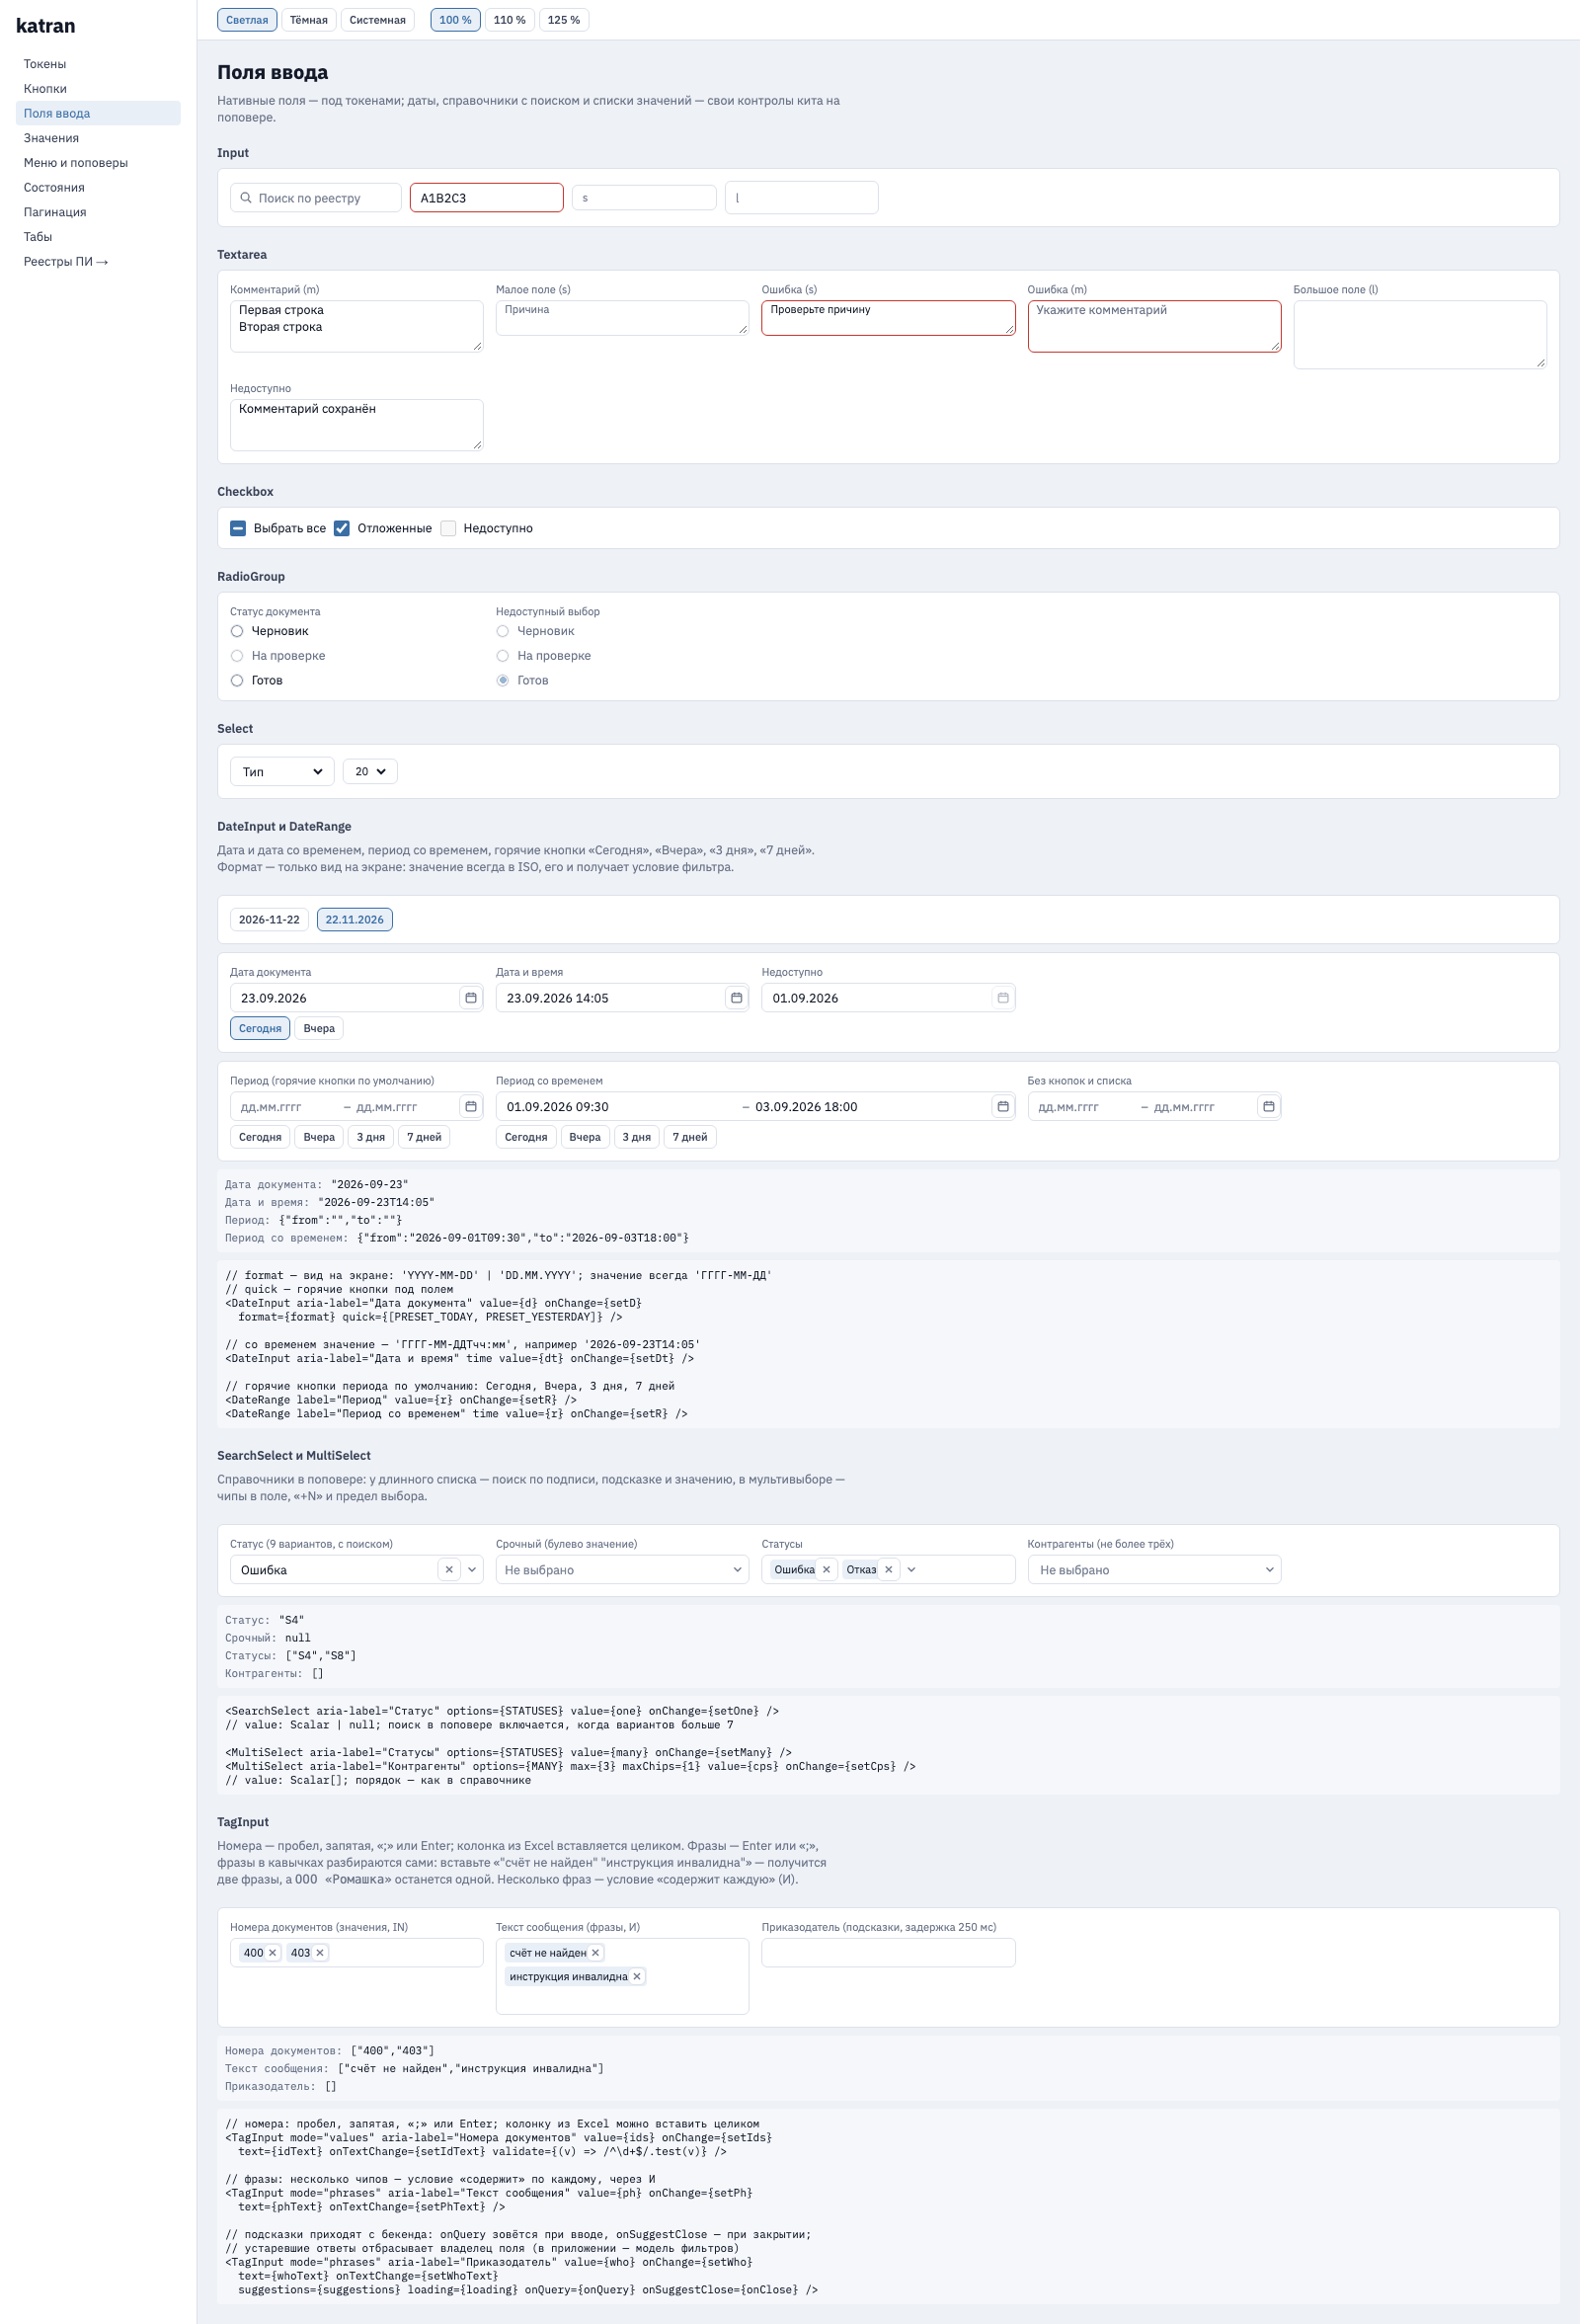 katran
Токены
Кнопки
Поля ввода
Значения
Меню и поповеры
Состояния
Пагинация
Табы
Реестры ПИ →
Светлая Тёмная Системная 100 % 110 % 125 %
Поля ввода
Нативные поля — под токенами; даты, справочники с поиском и списки значений — свои контролы кита на
поповере.
Input
Поиск по реестру A1B2C3 s l
Textarea
Комментарий (m) Малое поле (s) Ошибка (s) Ошибка (m) Большое поле (l)
Первая строка Причина Проверьте причину Укажите комментарий
Вторая строка
Недоступно
Комментарий сохранён
Checkbox
Выбрать все Отложенные Недоступно
RadioGroup
Статус документа Недоступный выбор
Черновик Черновик
На проверке На проверке
Готов Готов
Select
Тип 20
DateInput и DateRange
Дата и дата со временем, период со временем, горячие кнопки «Сегодня», «Вчера», «3 дня», «7 дней».
Формат — только вид на экране: значение всегда в ISO, его и получает условие фильтра.
2026-11-22 22.11.2026
Дата документа Дата и время Недоступно
23.09.2026 23.09.2026 14:05 01.09.2026
Сегодня Вчера
Период (горячие кнопки по умолчанию) Период со временем Без кнопок и списка
дд.мм.гггг – дд.мм.гггг 01.09.2026 09:30 – 03.09.2026 18:00 дд.мм.гггг – дд.мм.гггг
Сегодня Вчера 3 дня 7 дней Сегодня Вчера 3 дня 7 дней
Дата документа: "2026-09-23"
Дата и время: "2026-09-23T14:05"
Период: {"from":"","to":""}
Период со временем: {"from":"2026-09-01T09:30","to":"2026-09-03T18:00"}
// format — вид на экране: 'YYYY-MM-DD' | 'DD.MM.YYYY'; значение всегда 'ГГГГ-ММ-ДД'
// quick — горячие кнопки под полем
<DateInput aria-label="Дата документа" value={d} onChange={setD}
format={format} quick={[PRESET_TODAY, PRESET_YESTERDAY]} />
// со временем значение — 'ГГГГ-ММ-ДДTчч:мм', например '2026-09-23T14:05'
<DateInput aria-label="Дата и время" time value={dt} onChange={setDt} />
// горячие кнопки периода по умолчанию: Сегодня, Вчера, 3 дня, 7 дней
<DateRange label="Период" value={r} onChange={setR} />
<DateRange label="Период со временем" time value={r} onChange={setR} />
SearchSelect и MultiSelect
Справочники в поповере: у длинного списка — поиск по подписи, подсказке и значению, в мультивыборе —
чипы в поле, «+N» и предел выбора.
Статус (9 вариантов, с поиском) Срочный (булево значение) Статусы Контрагенты (не более трёх)
Ошибка Не выбрано Ошибка Отказ Не выбрано
Статус: "S4"
Срочный: null
Статусы: ["S4","S8"]
Контрагенты: []
<SearchSelect aria-label="Статус" options={STATUSES} value={one} onChange={setOne} />
// value: Scalar | null; поиск в поповере включается, когда вариантов больше 7
<MultiSelect aria-label="Статусы" options={STATUSES} value={many} onChange={setMany} />
<MultiSelect aria-label="Контрагенты" options={MANY} max={3} maxChips={1} value={cps} onChange={setCps} />
// value: Scalar[]; порядок — как в справочнике
TagInput
Номера — пробел, запятая, «;» или Enter; колонка из Excel вставляется целиком. Фразы — Enter или «;»,
фразы в кавычках разбираются сами: вставьте «"счёт не найден" "инструкция инвалидна"» — получится
две фразы, а ООО «Ромашка» останется одной. Несколько фраз — условие «содержит каждую» (И).
Номера документов (значения, IN) Текст сообщения (фразы, И) Приказодатель (подсказки, задержка 250 мс)
400 403 счёт не найден
инструкция инвалидна
Номера документов: ["400","403"]
Текст сообщения: ["счёт не найден","инструкция инвалидна"]
Приказодатель: []
// номера: пробел, запятая, «;» или Enter; колонку из Excel можно вставить целиком
<TagInput mode="values" aria-label="Номера документов" value={ids} onChange={setIds}
text={idText} onTextChange={setIdText} validate={(v) => /^\d+$/.test(v)} />
// фразы: несколько чипов — условие «содержит» по каждому, через И
<TagInput mode="phrases" aria-label="Текст сообщения" value={ph} onChange={setPh}
text={phText} onTextChange={setPhText} />
// подсказки приходят с бекенда: onQuery зовётся при вводе, onSuggestClose — при закрытии;
// устаревшие ответы отбрасывает владелец поля (в приложении — модель фильтров)
<TagInput mode="phrases" aria-label="Приказодатель" value={who} onChange={setWho}
text={whoText} onTextChange={setWhoText}
suggestions={suggestions} loading={loading} onQuery={onQuery} onSuggestClose={onClose} />